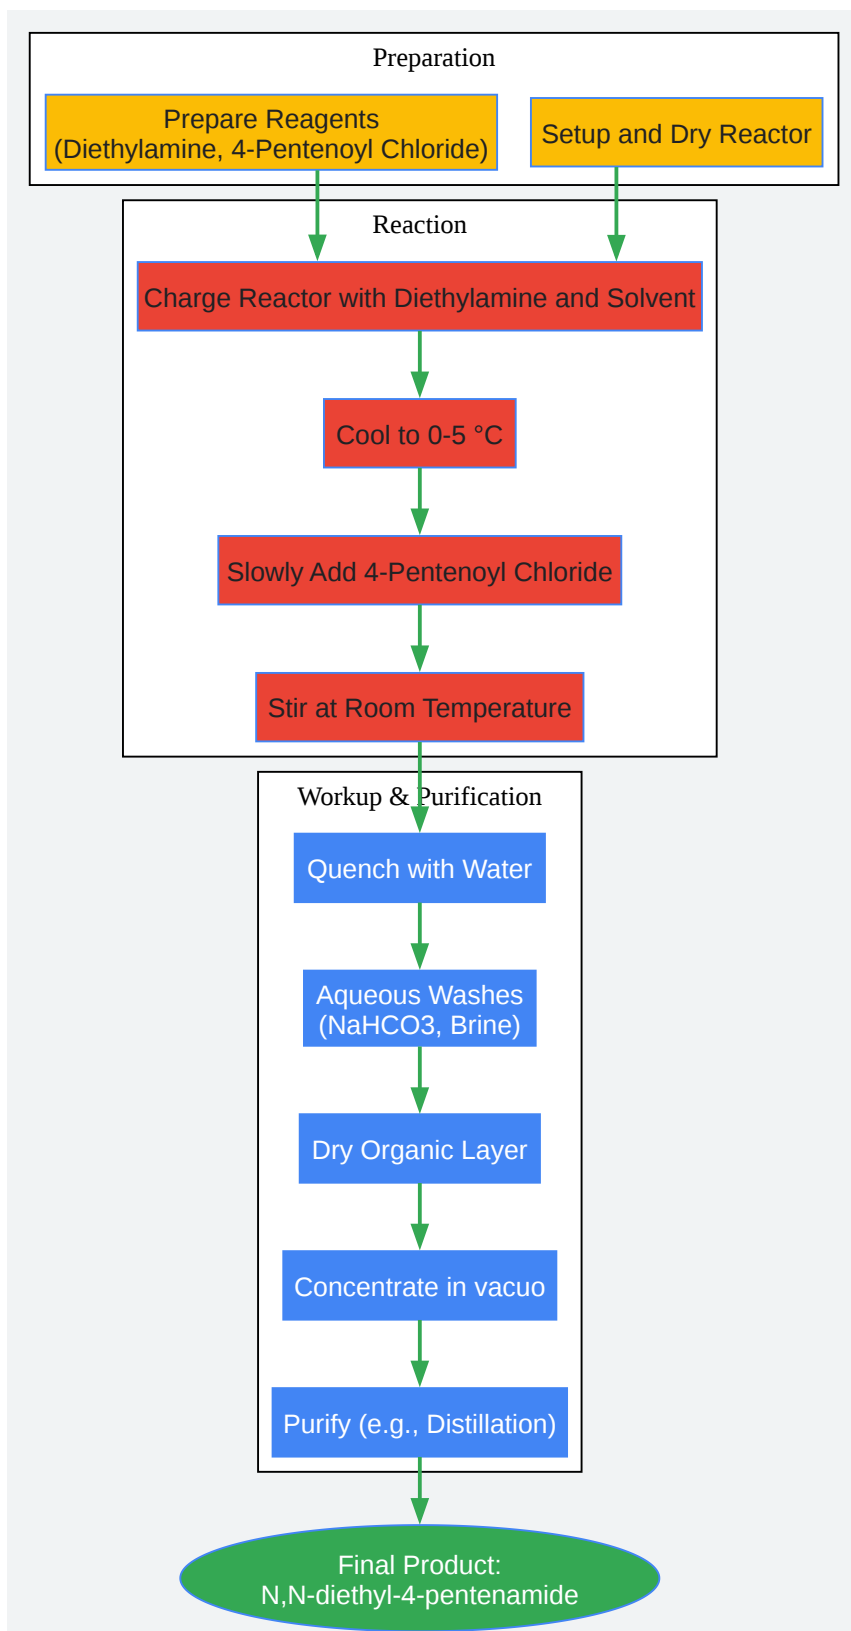 Preparation
Prepare Reagents
(Diethylamine, 4-Pentenoyl Chloride)
Setup and Dry Reactor
Reaction
Charge Reactor with Diethylamine and Solvent
Cool to 0-5 °C
Slowly Add 4-Pentenoyl Chloride
Stir at Room Temperature
Workup & Purification
Quench with Water
Aqueous Washes
(NaHCO3, Brine)
Dry Organic Layer
Concentrate in vacuo
Purify (e.g., Distillation)
Final Product:
N,N-diethyl-4-pentenamide